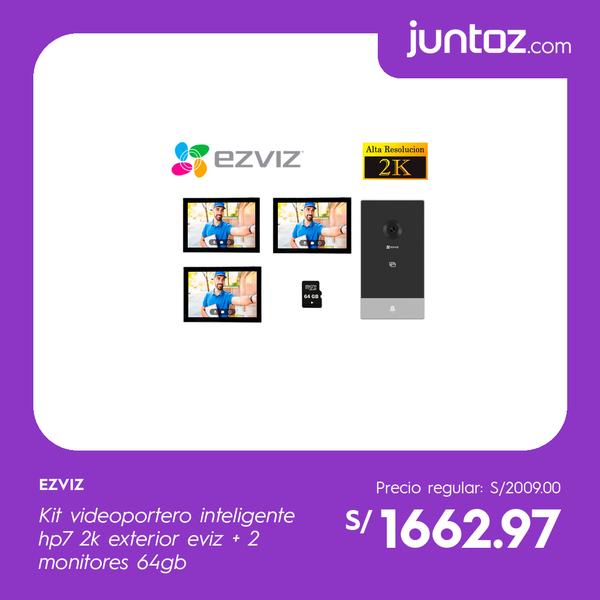 juntoz.com
ezviz
Alta Resolucion
2K
EZVIZ
64 GB
EZVIZ
Precio regular: S/2009.00
Kit videoportero inteligente
hp7 2k exterior eviz + 2
monitores 64gb
S/ 1662.97